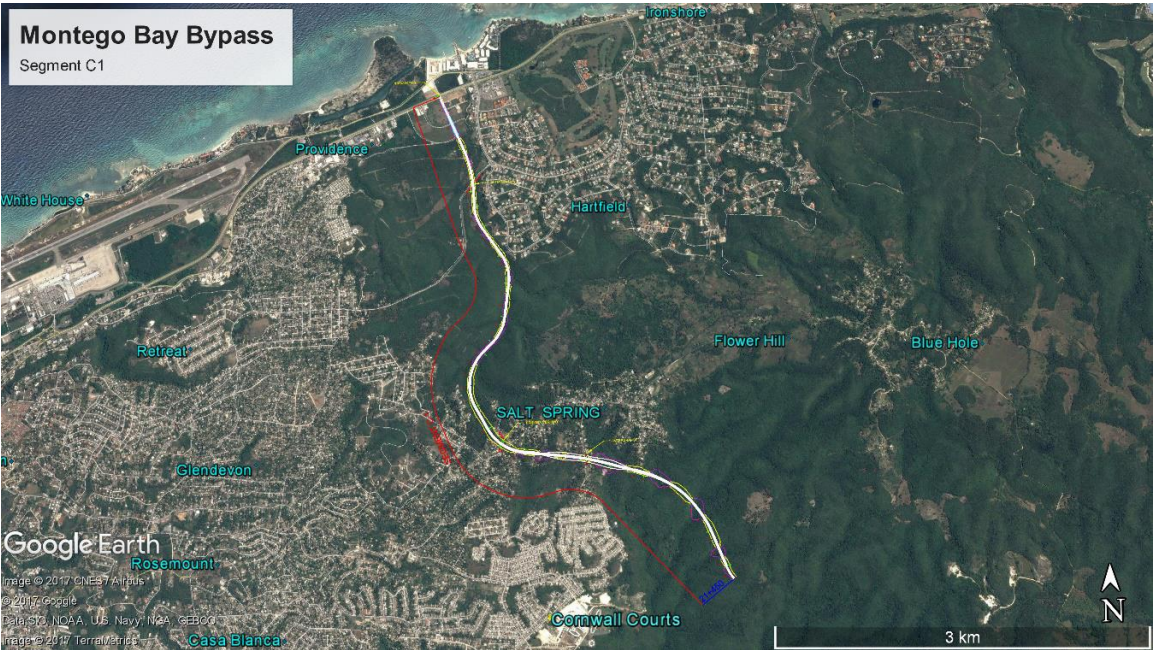 Montego Bay Bypass
Segment C1
Ironshore
Providence
White House
Hartfield
Retreat
Flower Hill
Blue Hole
SALT SPRING
Glendevon
Google Earth
Rosemount
Image © 2017 CNES / Airbus
© 2017 Google
Data SIO, NOAA, U.S. Navy, NGA, GEBCO
Image © 2017 TerraMetrics
Casa Blanca
Cornwall Courts
21+450
N
3 km